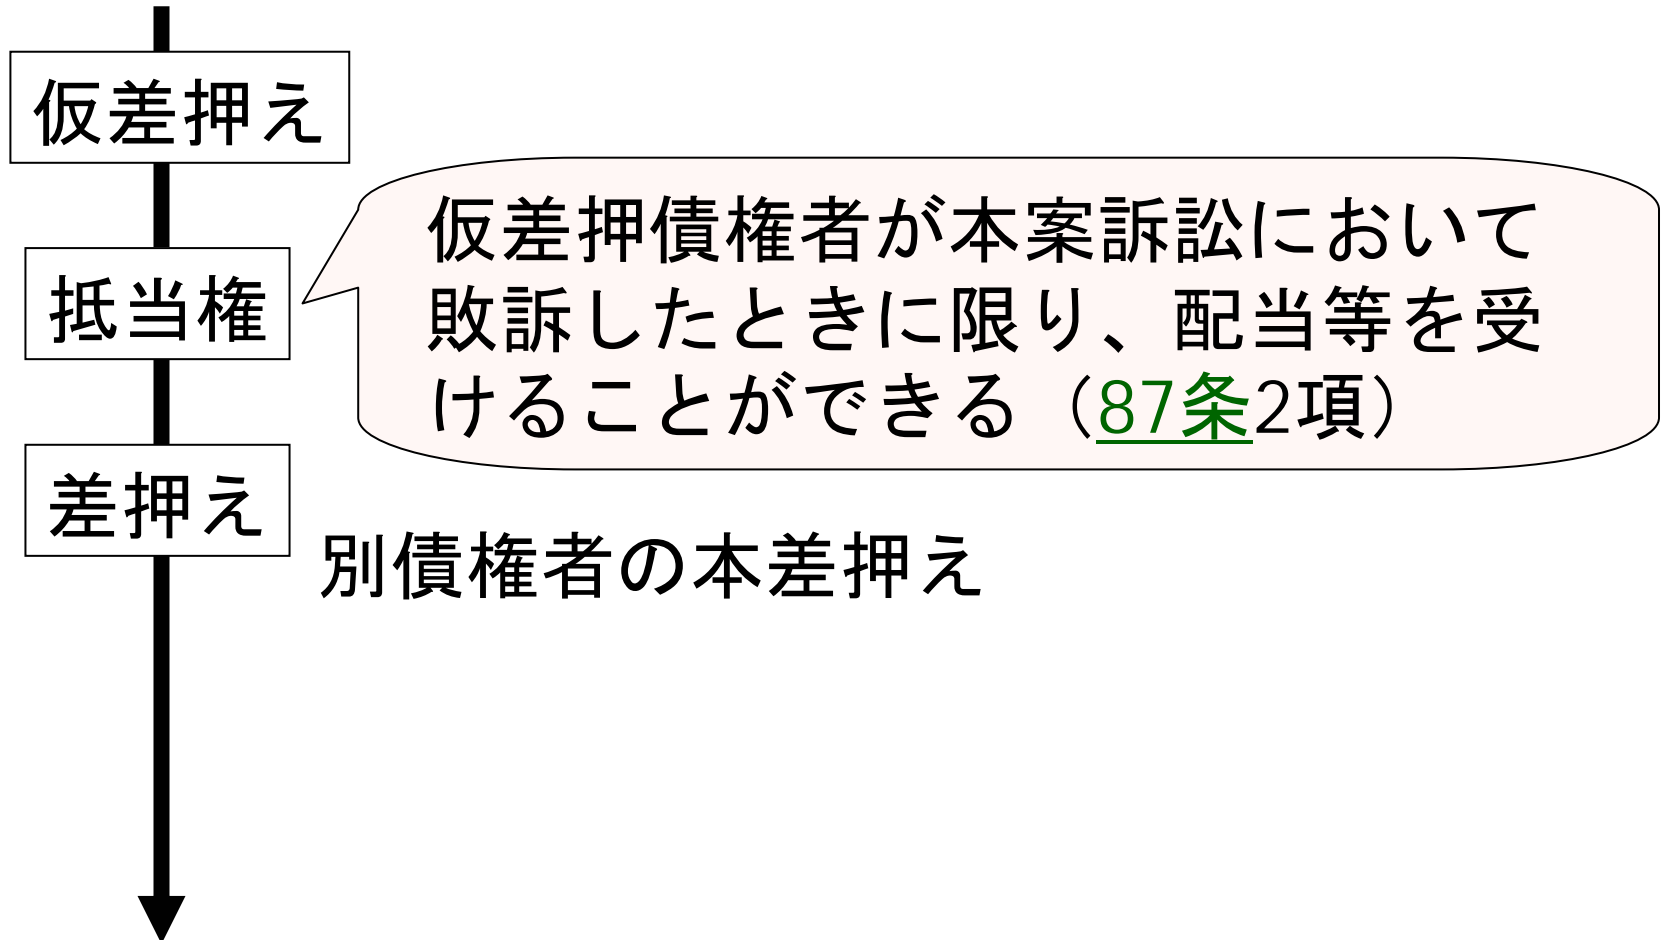 仮差押え
仮差押債権者が本案訴訟において
敗訴したときに限り、配当等を受
けることができる（87条2項）
抵当権
差押え
別債権者の本差押え